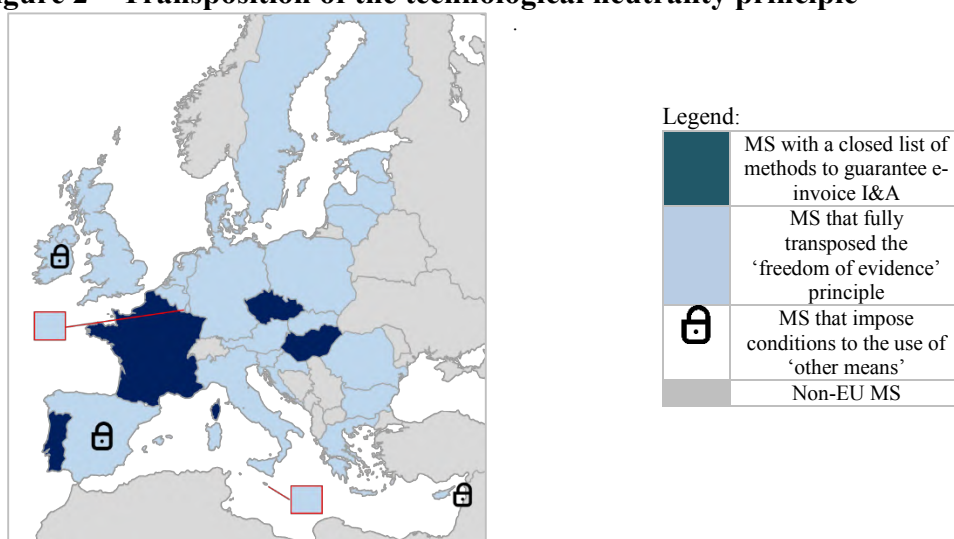 Figure 2 – Transposition of the technological neutrality principle
Legend:
MS with a closed list of
methods to guarantee e-
invoice I&A
MS that fully
transposed the
‘freedom of evidence’
principle
MS that impose
conditions to the use of
‘other means’
Non-EU MS